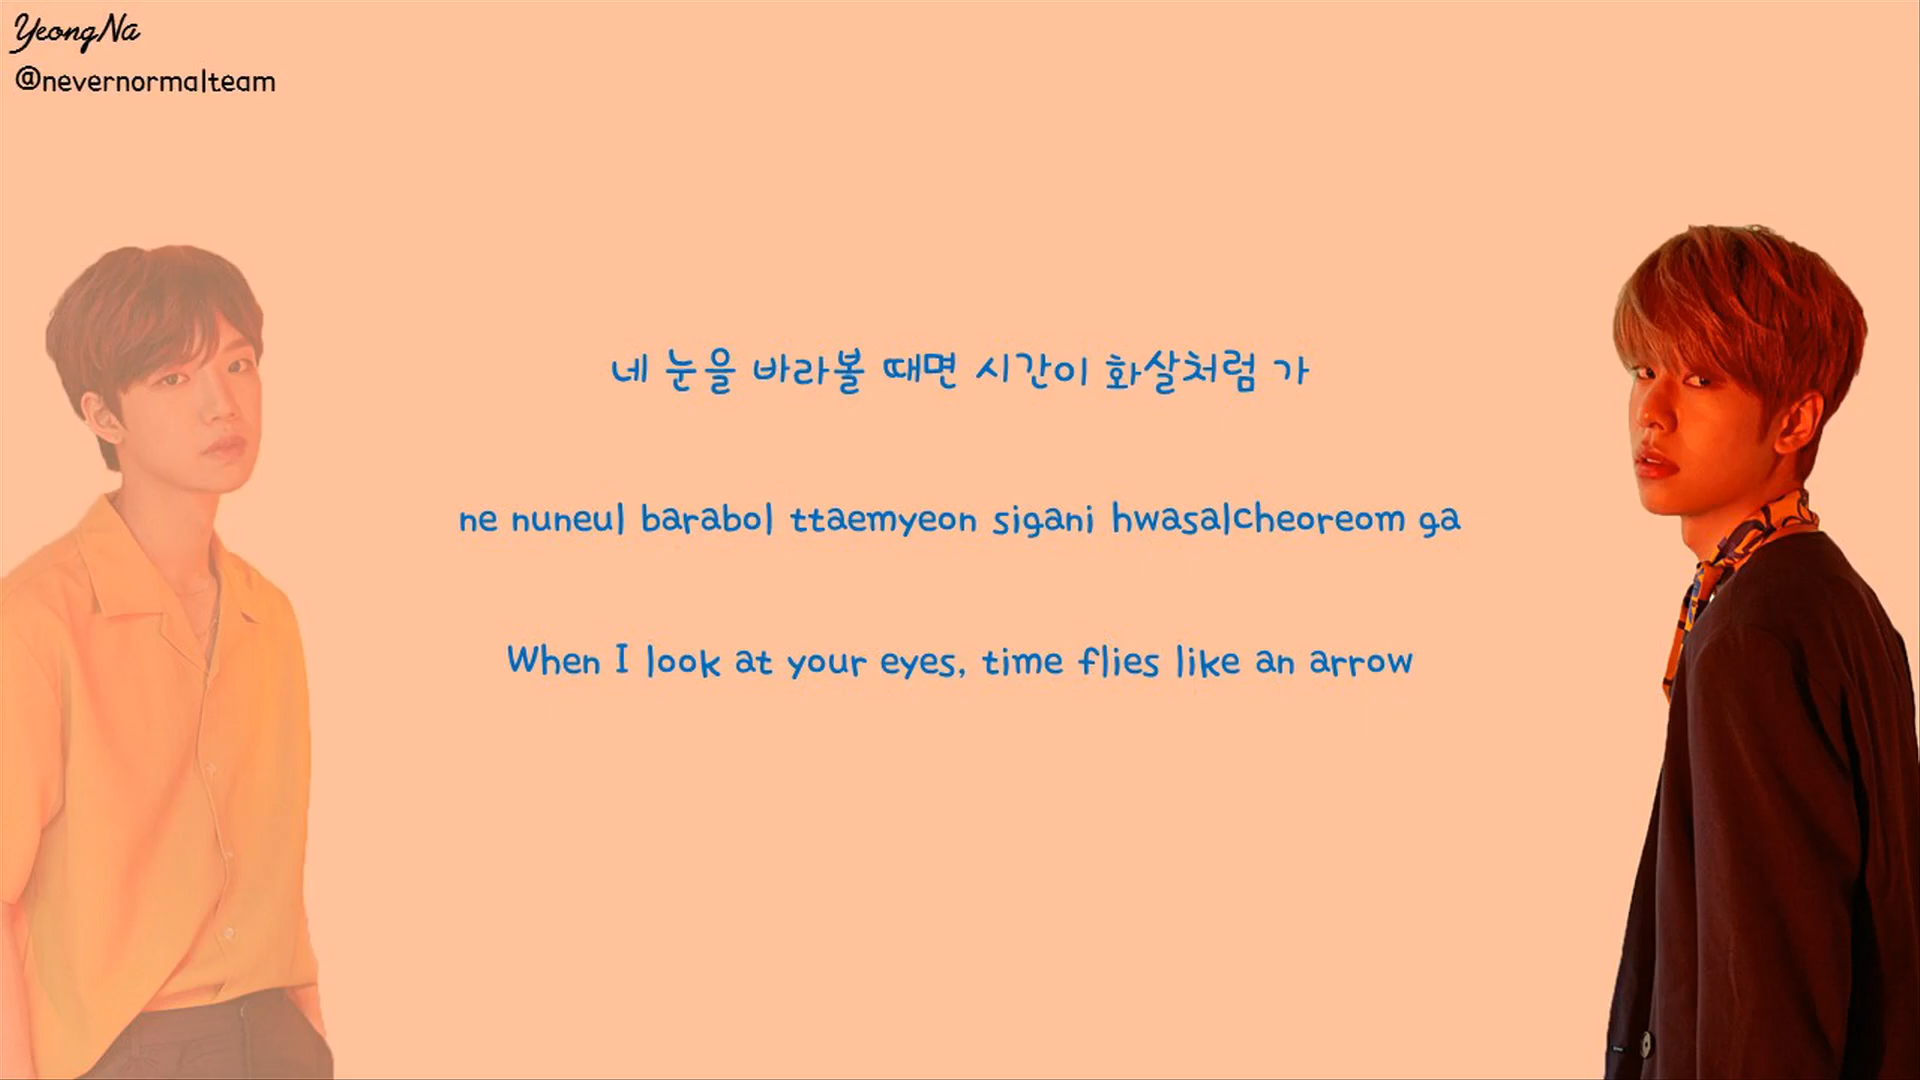 YeongNa
@nevernormalteam
네 눈을 바라볼 때면 시간이 화살처럼 가
ne nuneul barabol ttaemyeon sigani hwasalcheoreom ga
When I look at your eyes, time flies like an arrow